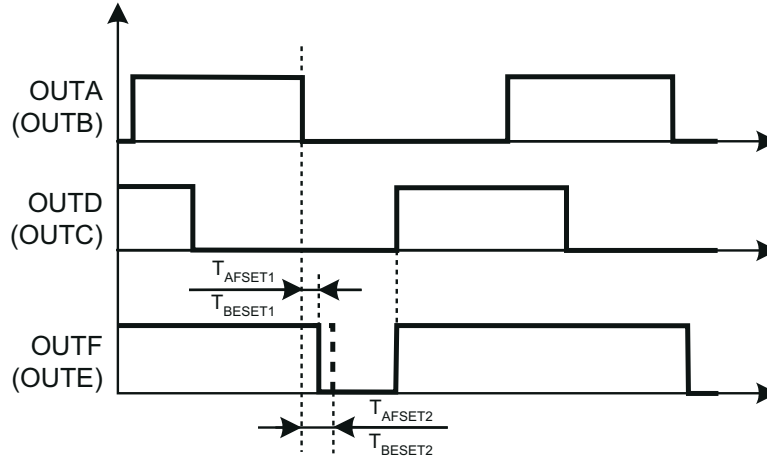 OUTA
(OUTB)
OUTD
(OUTC)
TAFSET1
TBESET1
OUTF
(OUTE)
TAFSET2
TBESET2